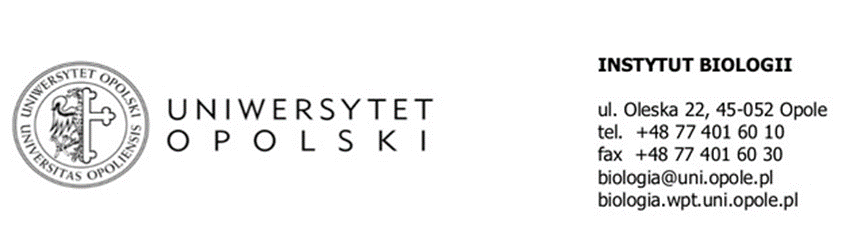 UNIWERSYTET OPOLSKI
UNIVERSITAS OPOLIENSIS
UNIWERSYTET
OPOLSKI
INSTYTUT BIOLOGII
ul. Oleska 22, 45-052 Opole
tel. +48 77 401 60 10
fax +48 77 401 60 30
biologia@uni.opole.pl
biologia.wpt.uni.opole.pl